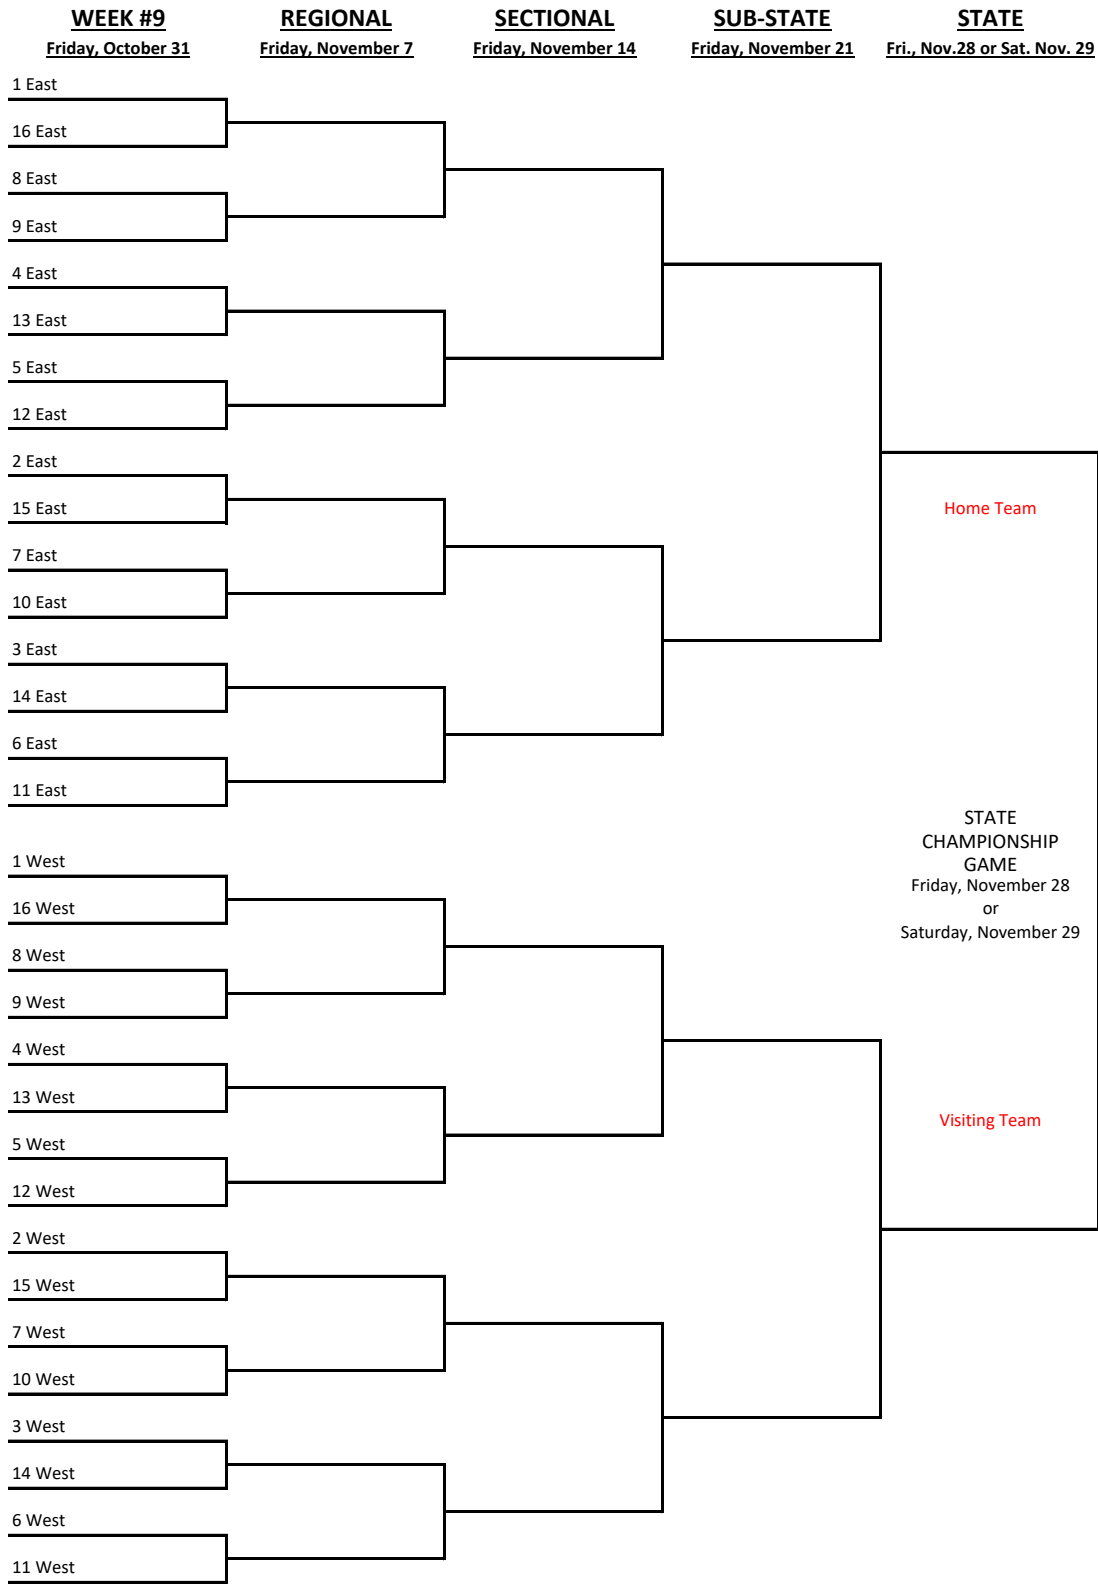 WEEK #9
REGIONAL
SECTIONAL
SUB-STATE
STATE
Friday, October 31
Friday, November 7
Friday, November 14
Friday, November 21
Fri., Nov.28 or Sat. Nov. 29
1 East
16 East
8 East
9 East
4 East
13 East
5 East
12 East
2 East
15 East
7 East
10 East
3 East
14 East
6 East
11 East
Home Team
STATE
CHAMPIONSHIP
GAME
Friday, November 28
or
Saturday, November 29
1 West
16 West
8 West
9 West
4 West
13 West
5 West
12 West
2 West
15 West
7 West
10 West
3 West
14 West
6 West
11 West
Visiting Team